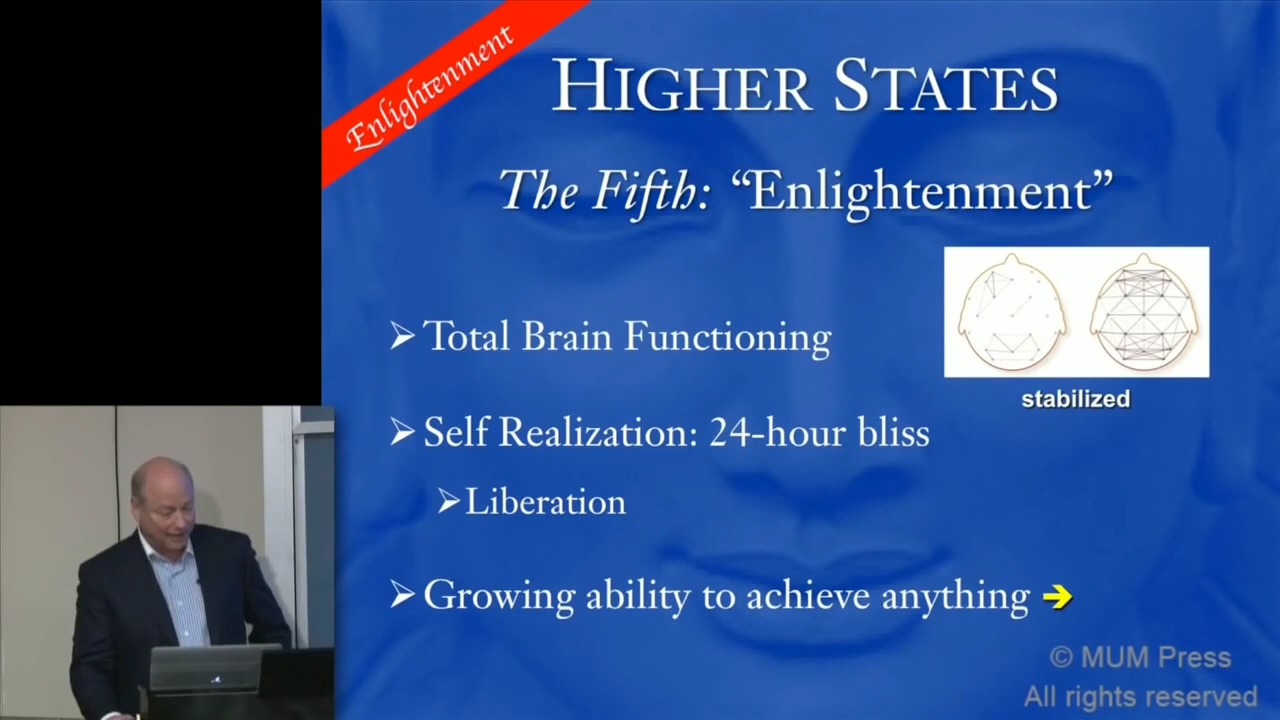 Enlightenment
HIGHER STATES
The Fifth: “Enlightenment”
stabilized
➢Total Brain Functioning
➢Self Realization: 24-hour bliss
➢Liberation
➢Growing ability to achieve anything ➔
© MUM Press
All rights reserved